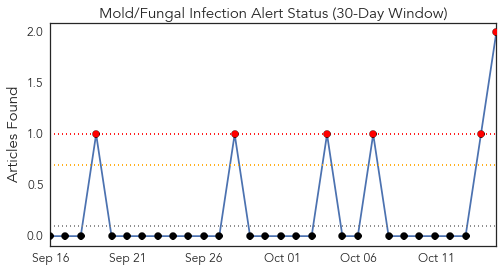 Mold/Fungal Infection Alert Status (30-Day Window)
Articles Found
2.0
1.5
1.0
0.5
0.0
Sep 16 Sep 21 Sep 26 Oct 01 Oct 06 Oct 11